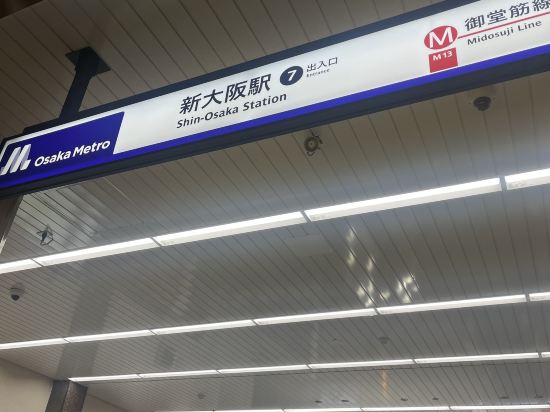 Osaka Metro
新大阪駅
Shin-Osaka Station
7
出入口
Entrance
M
M13
御堂筋線
Midosuji Line